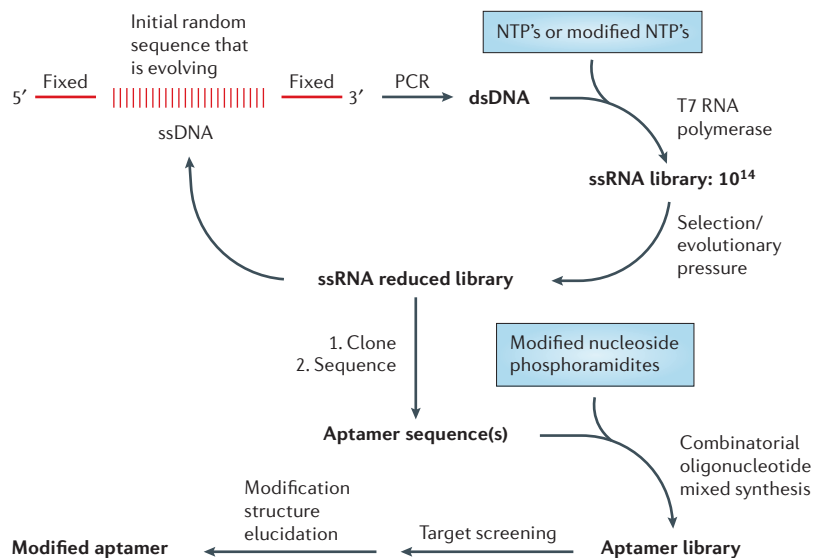 Initial random
sequence that
is evolving
NTP's or modified NTP's
5′ Fixed Fixed 3′ PCR dsDNA
ssDNA
T7 RNA
polymerase
ssRNA library: 10¹⁴
Selection/
evolutionary
pressure
ssRNA reduced library
1. Clone
2. Sequence
Modified nucleoside
phosphoramidites
Aptamer sequence(s)
Combinatorial
oligonucleotide
mixed synthesis
Aptamer library
Target screening
Modification
structure
elucidation
Modified aptamer